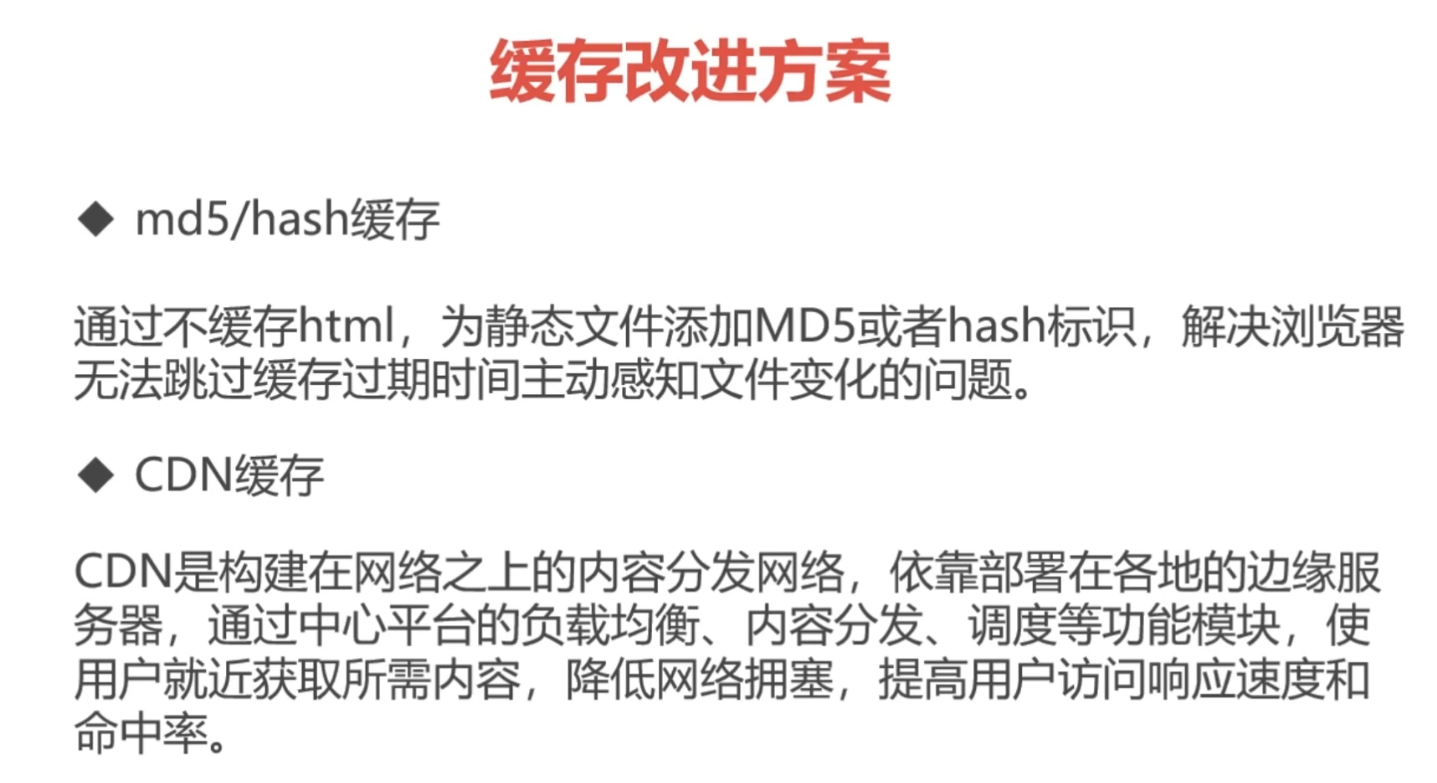 缓存改进方案
◆ md5/hash缓存
通过不缓存html，为静态文件添加MD5或者hash标识，解决浏览器
无法跳过缓存过期时间主动感知文件变化的问题。
◆ CDN缓存
CDN是构建在网络之上的内容分发网络，依靠部署在各地的边缘服
务器，通过中心平台的负载均衡、内容分发、调度等功能模块，使
用户就近获取所需内容，降低网络拥塞，提高用户访问响应速度和
命中率。